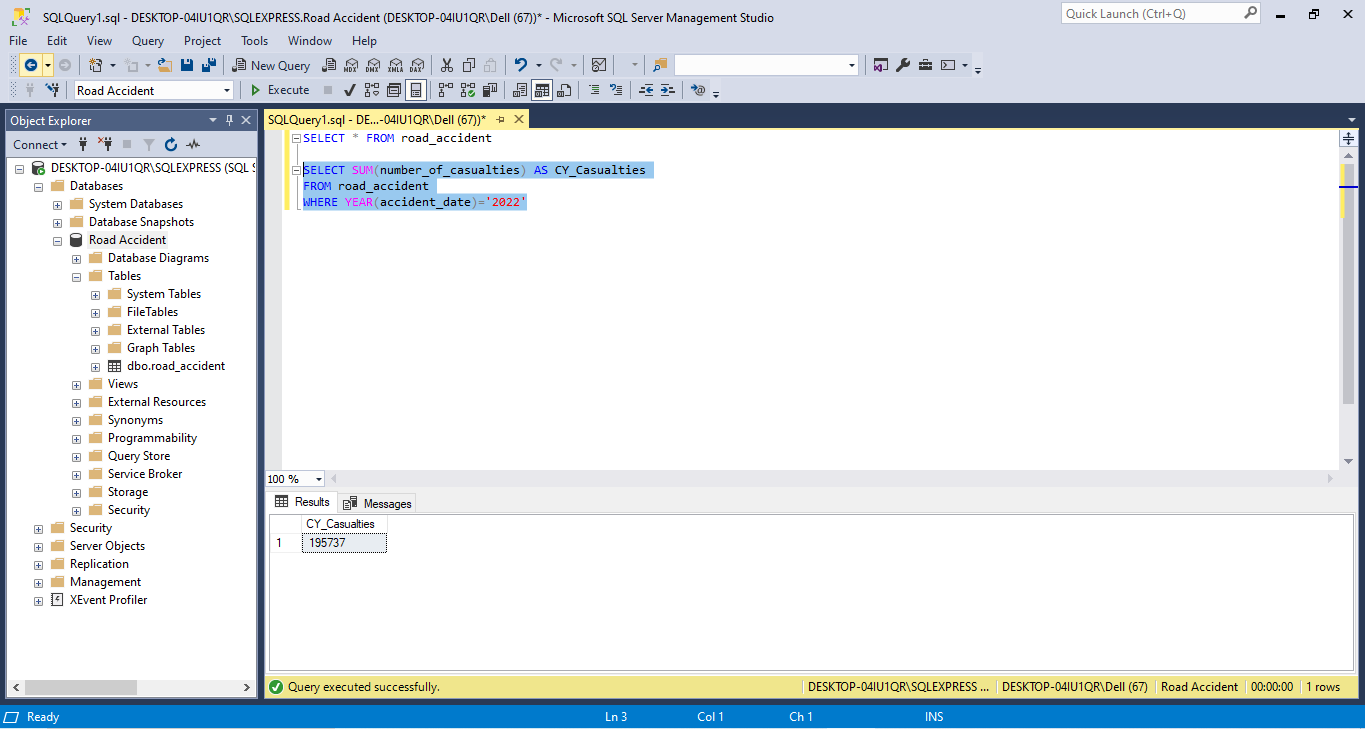 SQLQuery1.sql - DESKTOP-04IU1QR\SQLEXPRESS.Road Accident (DESKTOP-04IU1QR\Dell (67))* - Microsoft SQL Server Management Studio
Quick Launch (Ctrl+Q)
File Edit View Query Project Tools Window Help
New Query MDX DMX XMLA DAX
Road Accident Execute
Object Explorer
SQLQuery1.sql - DE...-04IU1QR\Dell (67))*
Connect
DESKTOP-04IU1QR\SQLEXPRESS (SQL S
Databases
System Databases
Database Snapshots
Road Accident
Database Diagrams
Tables
System Tables
FileTables
External Tables
Graph Tables
dbo.road_accident
Views
External Resources
Synonyms
Programmability
Query Store
Service Broker
Storage
Security
Security
Server Objects
Replication
Management
XEvent Profiler
SELECT * FROM road_accident
SELECT SUM(number_of_casualties) AS CY_Casualties
FROM road_accident
WHERE YEAR(accident_date)='2022'
100 %
Results Messages
CY_Casualties
1 195737
Query executed successfully.
DESKTOP-04IU1QR\SQLEXPRESS ... DESKTOP-04IU1QR\Dell (67) Road Accident 00:00:00 1 rows
Ready Ln 3 Col 1 Ch 1 INS